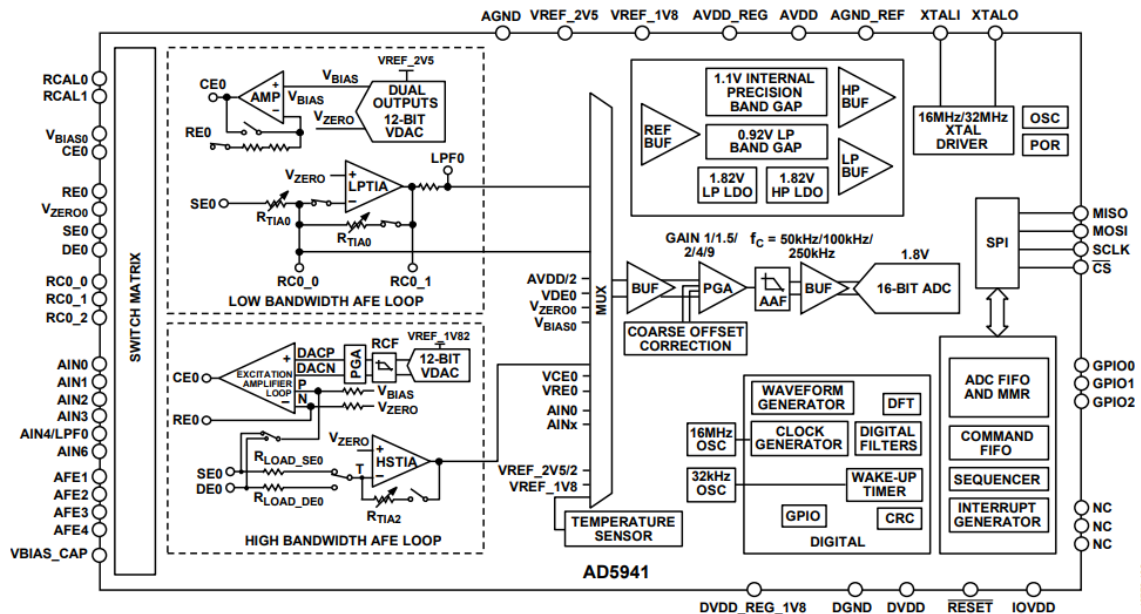 AGND VREF_2V5 VREF_1V8 AVDD_REG AVDD AGND_REF XTALI XTALO
RCAL0
RCAL1
VBIAS0
CE0
RE0
VZERO0
SE0
DE0
RC0_0
RC0_1
RC0_2
AIN0
AIN1
AIN2
AIN3
AIN4/LPF0
AIN6
AFE1
AFE2
AFE3
AFE4
VBIAS_CAP
SWITCH MATRIX
CE0
AMP
+
−
VBIAS
VBIAS
VREF_2V5
DUAL
OUTPUTS
12-BIT
VDAC
VZERO
RE0
LPF0
VZERO
+
−
LPTIA
SE0
RTIA0
RTIA0
RC0_0
RC0_1
LOW BANDWIDTH AFE LOOP
CE0
EXCITATION
AMPLIFIER
LOOP
+
−
DACP
DACN
P
N
PGA
RCF
VREF_1V82
12-BIT
VDAC
VBIAS
VZERO
RE0
VZERO
+
−
HSTIA
T
SE0
DE0
RLOAD_SE0
RLOAD_DE0
RTIA2
HIGH BANDWIDTH AFE LOOP
MUX
AVDD/2
VDE0
VZERO0
VBIAS0
VCE0
VRE0
AIN0
AINx
VREF_2V5/2
VREF_1V8
TEMPERATURE
SENSOR
REF
BUF
1.1V INTERNAL
PRECISION
BAND GAP
0.92V LP
BAND GAP
1.82V
LP LDO
1.82V
HP LDO
HP
BUF
LP
BUF
16MHz/32MHz
XTAL
DRIVER
OSC
POR
GAIN 1/1.5/
2/4/9
fC = 50kHz/100kHz/
250kHz
1.8V
BUF
PGA
AAF
BUF
16-BIT ADC
COARSE OFFSET
CORRECTION
SPI
MISO
MOSI
SCLK
CS
WAVEFORM
GENERATOR
DFT
16MHz
OSC
CLOCK
GENERATOR
DIGITAL
FILTERS
32kHz
OSC
WAKE-UP
TIMER
GPIO
CRC
DIGITAL
ADC FIFO
AND MMR
COMMAND
FIFO
SEQUENCER
INTERRUPT
GENERATOR
GPIO0
GPIO1
GPIO2
NC
NC
NC
AD5941
DVDD_REG_1V8 DGND DVDD RESET IOVDD